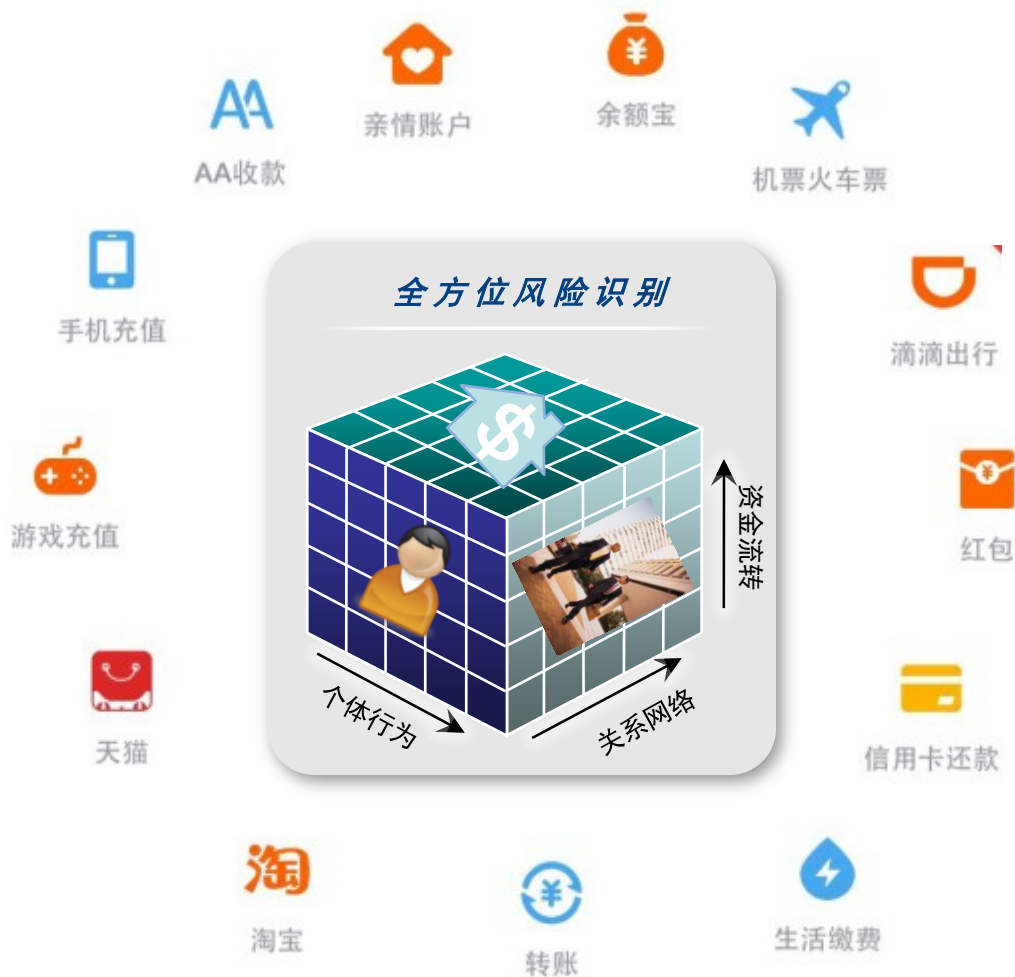 亲情账户
余额宝
AA
AA收款
机票火车票
手机充值
全方位风险识别
滴滴出行
$
游戏充值
资金流转
红包
个体行为
关系网络
天猫
信用卡还款
淘
淘宝
转账
生活缴费
¥
¥
¥